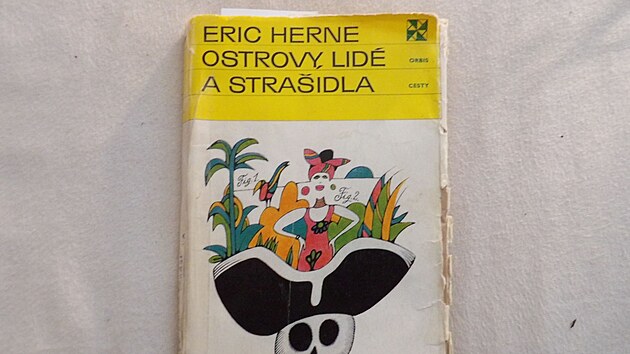 ERIC HERNE
OSTROVY, LIDÉ
ORBIS
A STRAŠIDLA
CESTY
Fig. 1
Fig. 2